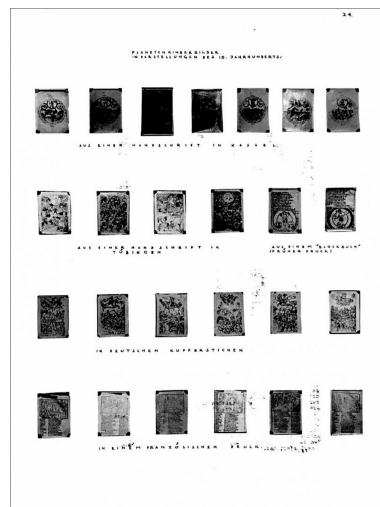 24.
PLANETENKINDERBILDER
IN DARSTELLUNGEN DES 15. JAHRHUNDERTS.
AUS EINER HANDSCHRIFT IN KASSEL
AUS EINER HANDSCHRIFT IN
TÜBINGEN
AUS EINEM "BLOCKBUCH"
(FRÜHER DRUCK)
IN DEUTSCHEN KUPFERSTICHEN
IN EINEM FRANZÖSISCHEN DRUCK.